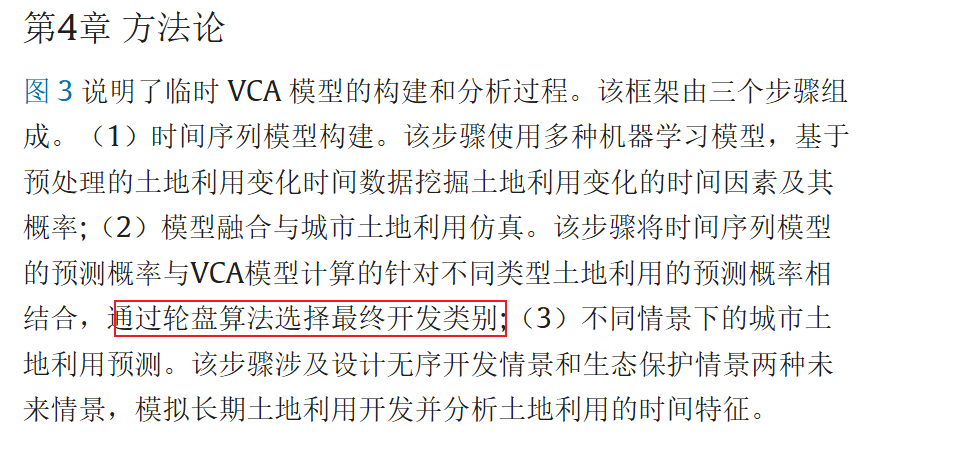 第4章 方法论
图 3 说明了临时 VCA 模型的构建和分析过程。该框架由三个步骤组
成。（1）时间序列模型构建。该步骤使用多种机器学习模型，基于
预处理的土地利用变化时间数据挖掘土地利用变化的时间因素及其
概率;（2）模型融合与城市土地利用仿真。该步骤将时间序列模型
的预测概率与VCA模型计算的针对不同类型土地利用的预测概率相
结合，通过轮盘算法选择最终开发类别;（3）不同情景下的城市土
地利用预测。该步骤涉及设计无序开发情景和生态保护情景两种未
来情景，模拟长期土地利用开发并分析土地利用的时间特征。